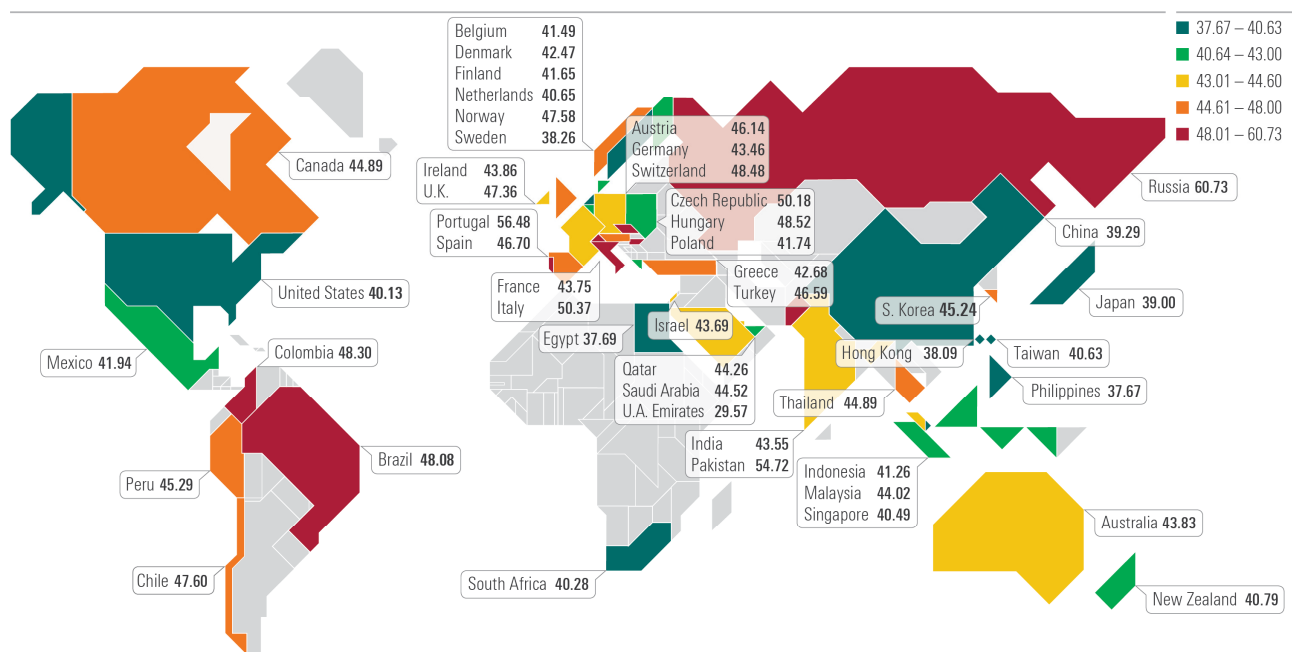 37.67 – 40.63
40.64 – 43.00
43.01 – 44.60
44.61 – 48.00
48.01 – 60.73
Belgium 41.49
Denmark 42.47
Finland 41.65
Netherlands 40.65
Norway 47.58
Sweden 38.26
Austria 46.14
Germany 43.46
Switzerland 48.48
Canada 44.89
Ireland 43.86
U.K. 47.36
Russia 60.73
Czech Republic 50.18
Hungary 48.52
Poland 41.74
Portugal 56.48
Spain 46.70
China 39.29
Greece 42.68
Turkey 46.59
France 43.75
Italy 50.37
United States 40.13
S. Korea 45.24
Japan 39.00
Israel 43.69
Egypt 37.69
Mexico 41.94
Colombia 48.30
Hong Kong 38.09
Taiwan 40.63
Qatar 44.26
Saudi Arabia 44.52
U.A. Emirates 29.57
Philippines 37.67
Thailand 44.89
India 43.55
Pakistan 54.72
Brazil 48.08
Peru 45.29
Indonesia 41.26
Malaysia 44.02
Singapore 40.49
Australia 43.83
Chile 47.60
South Africa 40.28
New Zealand 40.79